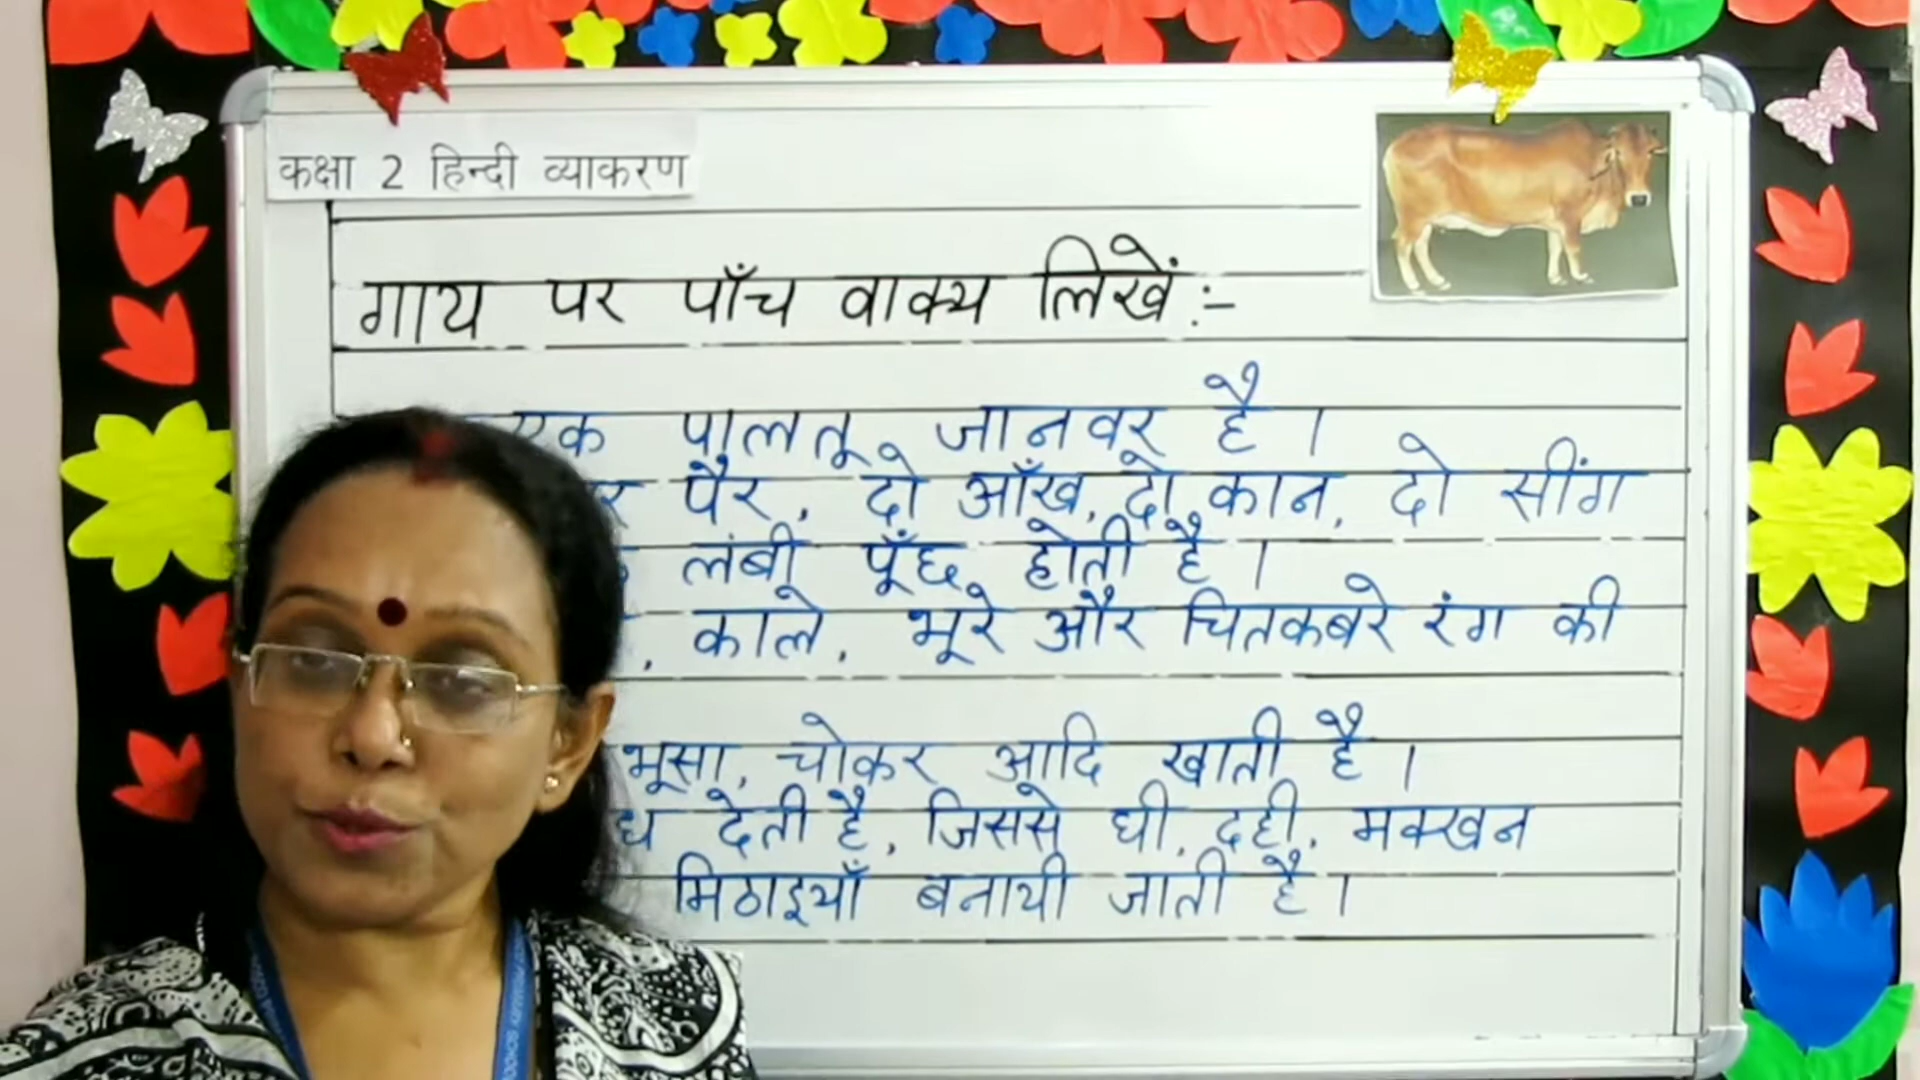 कक्षा 2 हिन्दी व्याकरण
गाय पर पाँच वाक्य लिखें :-
एक पालतू जानवर है ।
पैर, दो आँख, दो कान, दो सींग
लंबी पूँछ होती है ।
, काले, भूरे और चितकबरे रंग की
भूसा, चोकर आदि खाती है ।
देती है, जिससे घी, दही, मक्खन
मिठाइयाँ बनायी जाती है ।